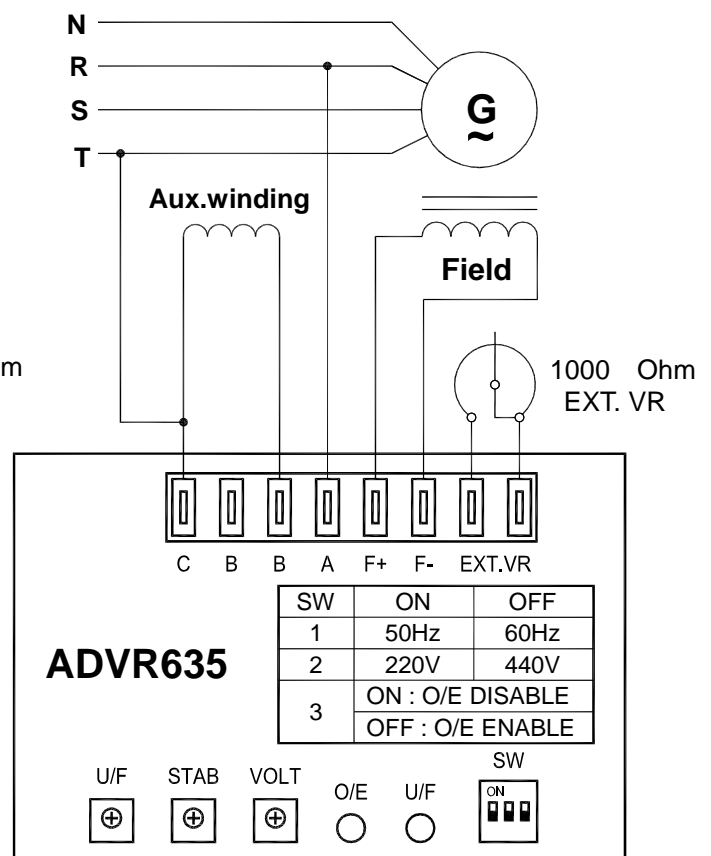 N
R
S
T
G
~
Aux.winding
Field
m
1000 Ohm
EXT. VR
C B B A F+ F- EXT.VR
SW ON OFF
1 50Hz 60Hz
2 220V 440V
3 ON : O/E DISABLE
OFF : O/E ENABLE
ADVR635
SW
U/F STAB VOLT O/E U/F
ON